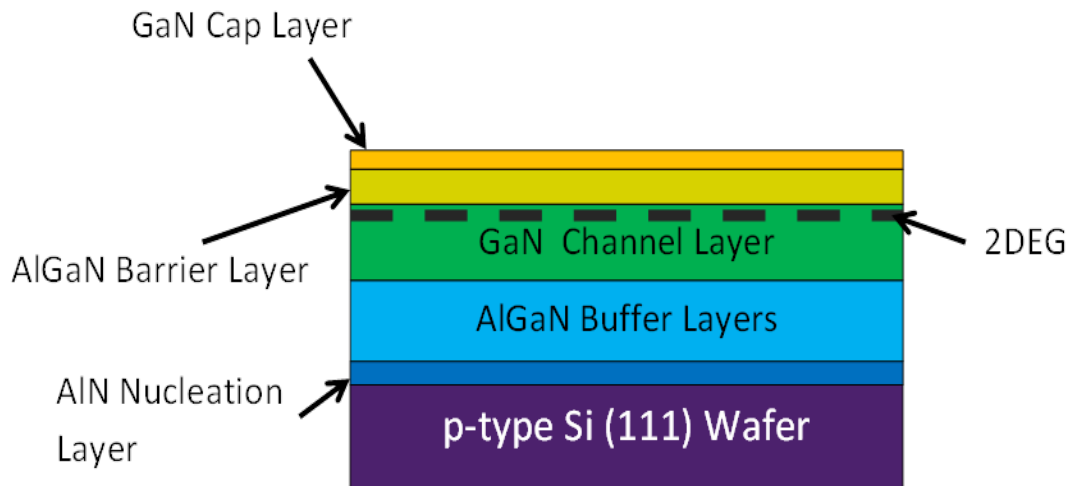 GaN Cap Layer
GaN Channel Layer
2DEG
AlGaN Barrier Layer
AlGaN Buffer Layers
AlN Nucleation
Layer
p-type Si (111) Wafer